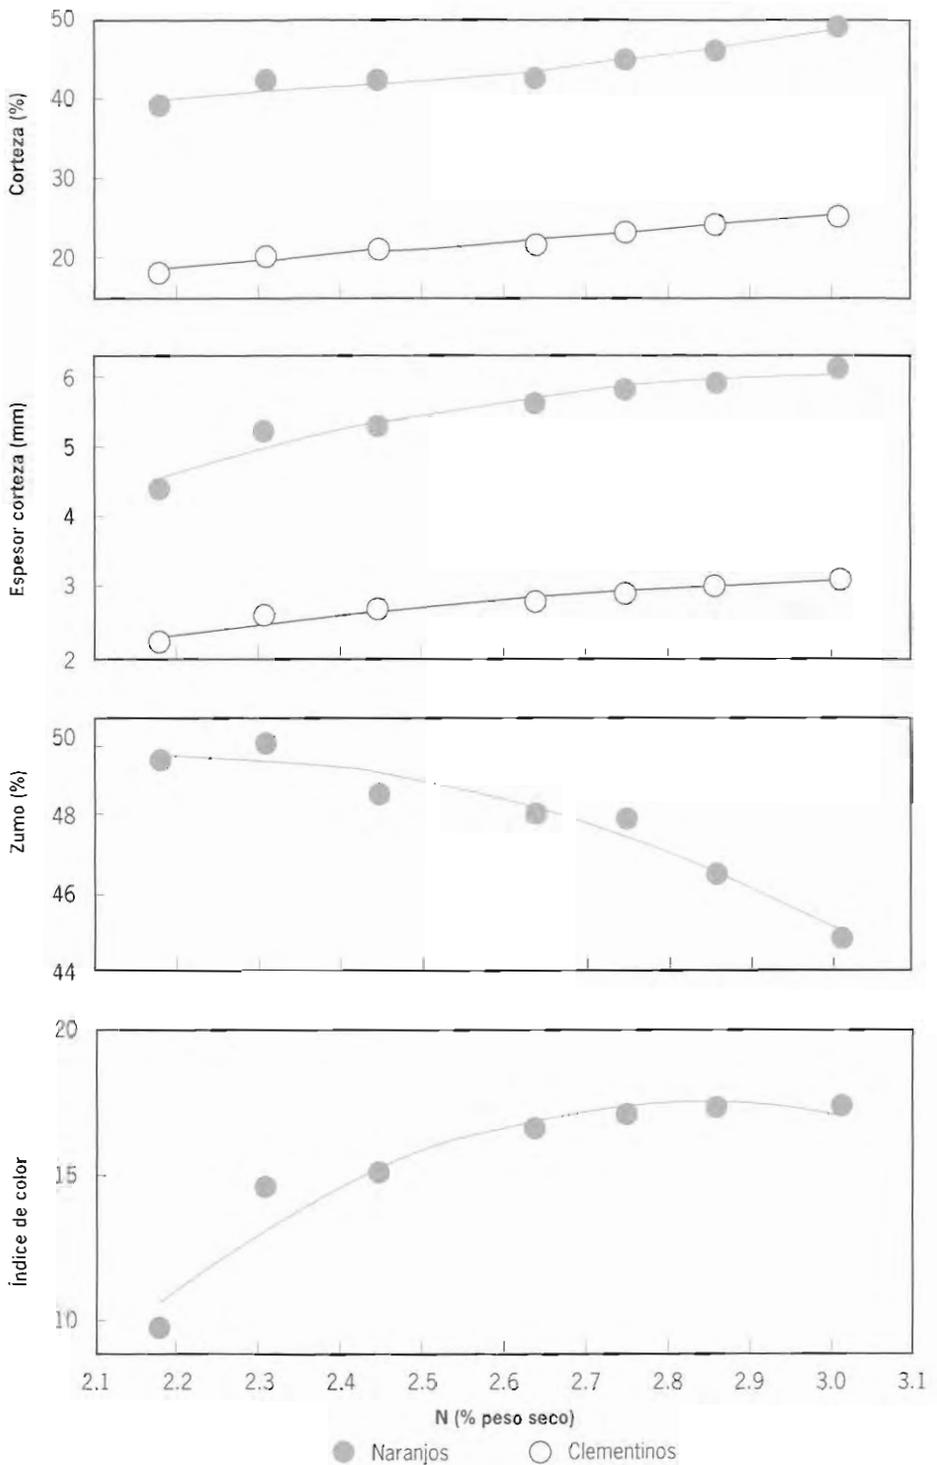 50
40
30
20
Corteza (%)
6
5
4
3
2
Espesor corteza (mm)
50
48
46
44
Zumo (%)
20
15
10
Índice de color
2.1 2.2 2.3 2.4 2.5 2.6 2.7 2.8 2.9 3.0 3.1
N (% peso seco)
Naranjos Clementinos